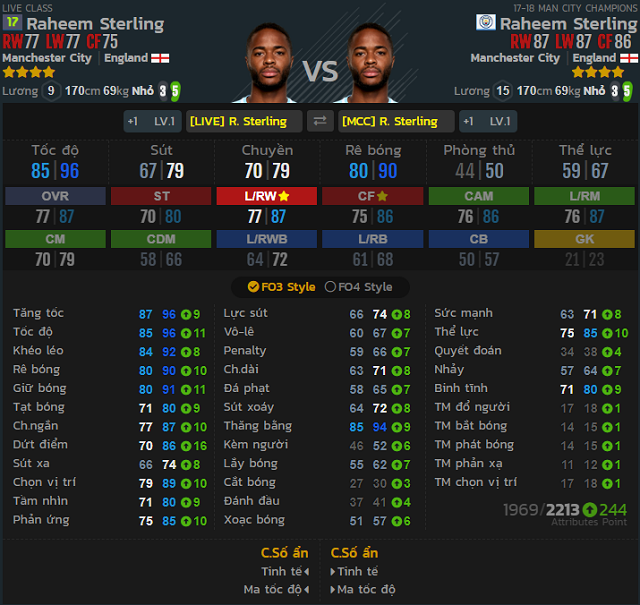 LIVE CLASS 17-18 MAN CITY CHAMPIONS
17 Raheem Sterling Raheem Sterling
RW77 LW77 CF75 RW87 LW87 CF86
Manchester City | England Manchester City | England
VS
Lương 9 170cm 69kg Nhỏ 3 5 Lương 15 170cm 69kg Nhỏ 3 5
+1 LV.1 [LIVE] R. Sterling [MCC] R. Sterling +1 LV.1
Tốc độ Sút Chuyền Rê bóng Phòng thủ Thể lực
85|96 67|79 70|79 80|90 44|50 59|67
OVR ST L/RW CF CAM L/RM
77|87 70|80 77|87 75|86 76|86 76|87
CM CDM L/RWB L/RB CB GK
70|79 58|66 64|72 61|68 50|57 21|23
FO3 Style FO4 Style
Tăng tốc 87 96 9 Lực sút 66 74 8 Sức mạnh 63 71 8
Tốc độ 85 96 11 Vô-lê 60 67 7 Thể lực 75 85 10
Khéo léo 84 92 8 Penalty 59 66 7 Quyết đoán 34 38 4
Rê bóng 80 90 10 Ch.dài 63 71 8 Nhảy 57 64 7
Giữ bóng 80 91 11 Đá phạt 58 65 7 Bình tĩnh 71 80 9
Tạt bóng 71 80 9 Sút xoáy 64 72 8 TM đổ người 17 18 1
Ch.ngắn 77 87 10 Thăng bằng 85 94 9 TM bắt bóng 14 15 1
Dứt điểm 70 86 16 Kèm người 46 52 6 TM phát bóng 14 15 1
Sút xa 66 74 8 Lấy bóng 55 62 7 TM phản xạ 11 12 1
Chọn vị trí 79 89 10 Cắt bóng 27 30 3 TM chọn vị trí 17 18 1
Tầm nhìn 71 80 9 Đánh đầu 37 41 4 1969/2213 244
Phản ứng 75 85 10 Xoạc bóng 51 57 6 Attributes Point
C.Số ẩn C.Số ẩn
Tinh tế Tinh tế
Ma tốc độ Ma tốc độ